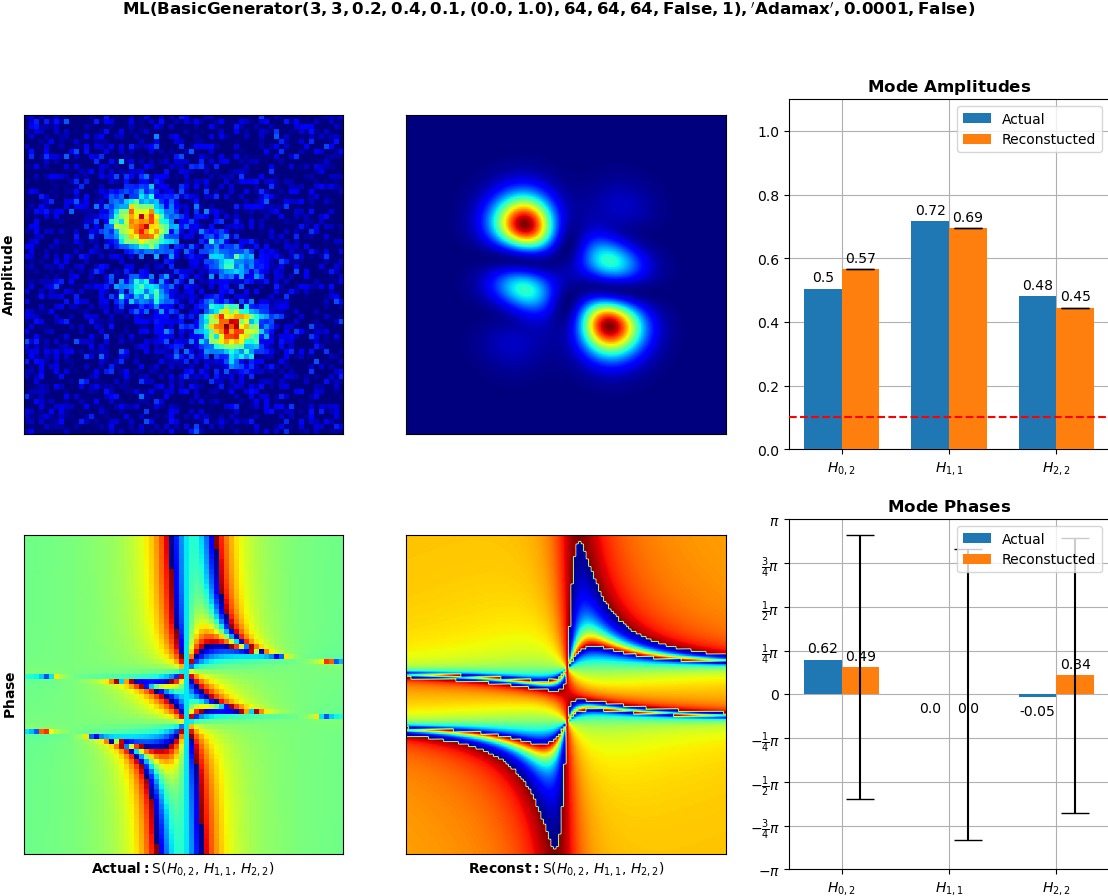 ML(BasicGenerator(3, 3, 0.2, 0.4, 0.1, (0.0, 1.0), 64, 64, 64, False, 1), ′Adamax′, 0.0001, False)
Amplitude
Mode Amplitudes
Actual
Reconstucted
1.0
0.8
0.6
0.4
0.2
0.0
0.5
0.57
0.72
0.69
0.48
0.45
H0,2
H1,1
H2,2
Phase
Actual: S(H0,2, H1,1, H2,2)
Reconst: S(H0,2, H1,1, H2,2)
Mode Phases
Actual
Reconstucted
π
3/4π
1/2π
1/4π
0
−1/4π
−1/2π
−3/4π
−π
0.62
0.49
0.0
0.0
-0.05
0.34
H0,2
H1,1
H2,2